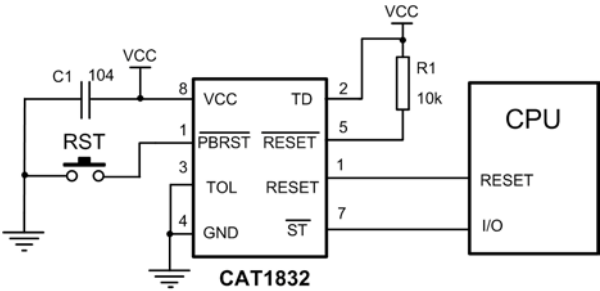 VCC
VCC
C1 104
R1
10k
8 VCC TD 2
CPU
1 PBRST RESET 5
RST
3 TOL RESET 1 RESET
4 GND ST 7 I/O
CAT1832